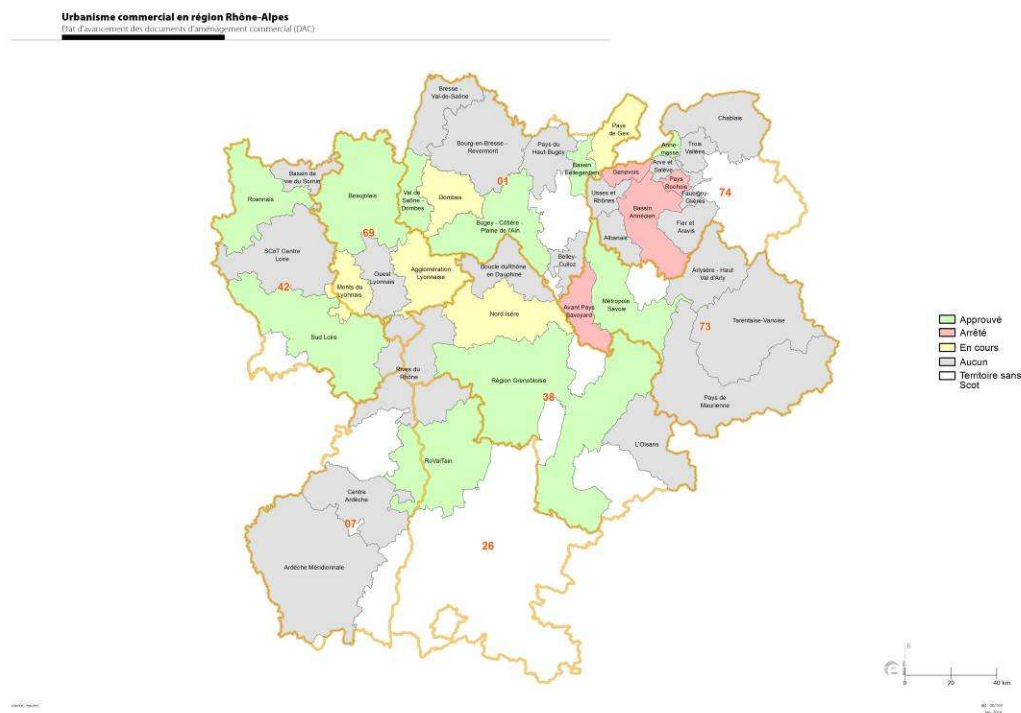 Urbanisme commercial en région Rhône-Alpes
Etat d'avancement des documents d'aménagement commercial (DAC)
Bresse -
Val-de-Saône
Bourg-en-Bresse -
Revermont
Pays du
Haut-Bugey
Pays
de Gex
Chablais
Anne-
masse
Trois
Vallées
Arve et
Salève
Genevois
Pays
Rochois
Bassin
Bellegardien
Usses et
Rhônes
Bassin
Annécien
Fier et
Aravis
74
Albanais
01
Roannais
Beaujolais
Val de
Saône -
Dombes
Dombes
Bugey - Côtière -
Plaine de l'Ain
69
SCoT Centre
Loire
Ouest
Lyonnais
Agglomération
Lyonnaise
Boucle du Rhône
en Dauphiné
Belley-
Culloz
Arlysère - Haut
Val d'Arly
42
Monts du
Lyonnais
Nord-Isère
Avant Pays
Savoyard
Métropole
Savoie
73
Tarentaise-Vanoise
Sud Loire
Rives du
Rhône
Région Grenobloise
38
Pays de
Maurienne
L'Oisans
RoValTain
Centre
Ardèche
07
26
Ardèche Méridionnale
Approuvé
Arrêté
En cours
Aucun
Territoire sans
Scot
0 20 40 km